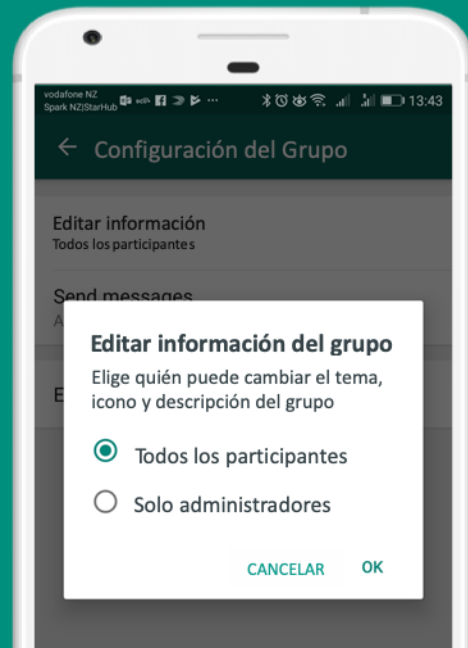 vodafone NZ
Spark NZ|StarHub
13:43
Configuración del Grupo
Editar información
Todos los participantes
Send messages
A
Editar información del grupo
E
Elige quién puede cambiar el tema,
icono y descripción del grupo
Todos los participantes
Solo administradores
CANCELAR OK